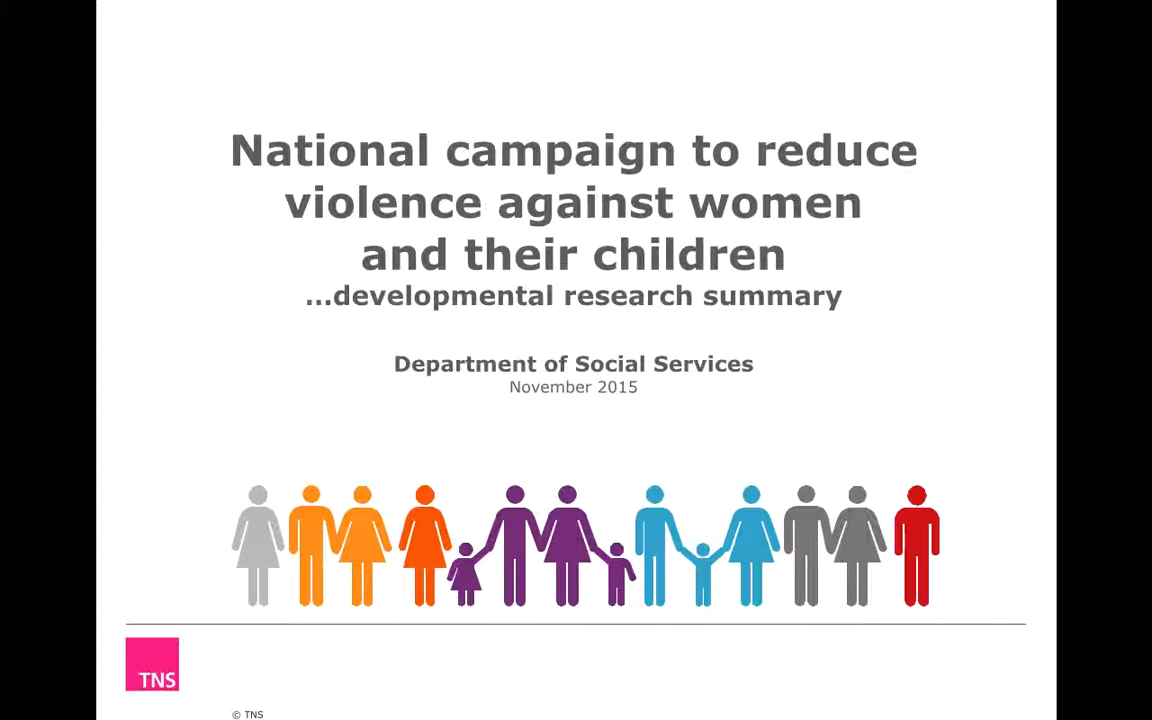 National campaign to reduce
violence against women
and their children
...developmental research summary
Department of Social Services
November 2015
TNS
© TNS